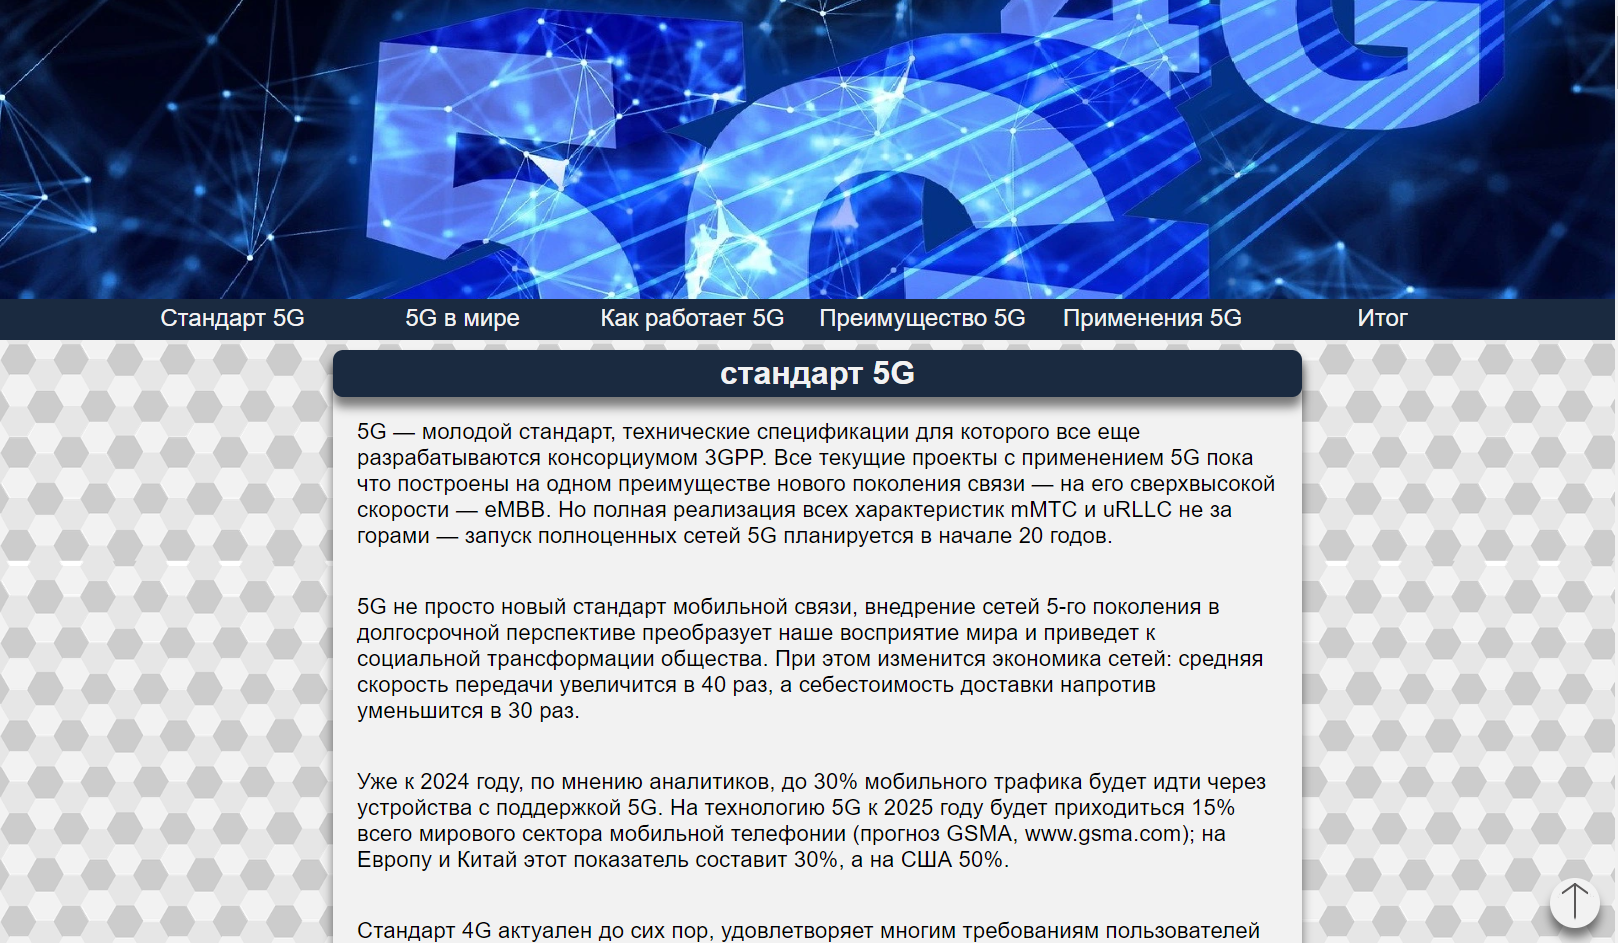 5G
4G
Стандарт 5G
5G в мире
Как работает 5G
Преимущество 5G
Применения 5G
Итог
стандарт 5G
5G — молодой стандарт, технические спецификации для которого все еще
разрабатываются консорциумом 3GPP. Все текущие проекты с применением 5G пока
что построены на одном преимуществе нового поколения связи — на его сверхвысокой
скорости — eMBB. Но полная реализация всех характеристик mMTC и uRLLC не за
горами — запуск полноценных сетей 5G планируется в начале 20 годов.
5G не просто новый стандарт мобильной связи, внедрение сетей 5-го поколения в
долгосрочной перспективе преобразует наше восприятие мира и приведет к
социальной трансформации общества. При этом изменится экономика сетей: средняя
скорость передачи увеличится в 40 раз, а себестоимость доставки напротив
уменьшится в 30 раз.
Уже к 2024 году, по мнению аналитиков, до 30% мобильного трафика будет идти через
устройства с поддержкой 5G. На технологию 5G к 2025 году будет приходиться 15%
всего мирового сектора мобильной телефонии (прогноз GSMA, www.gsma.com); на
Европу и Китай этот показатель составит 30%, а на США 50%.
Стандарт 4G актуален до сих пор, удовлетворяет многим требованиям пользователей